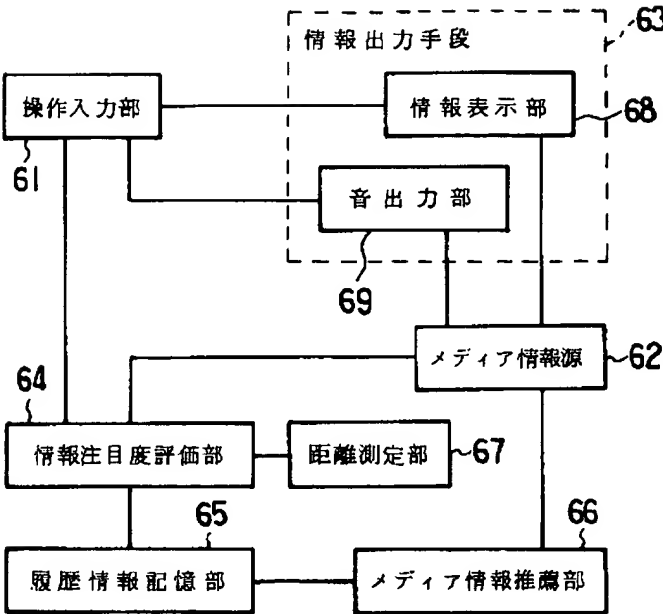 63
情報出力手段
操作入力部
情報表示部
68
61
音出力部
69
64
メディア情報源
62
情報注目度評価部
距離測定部
67
65
66
履歴情報記憶部
メディア情報推薦部